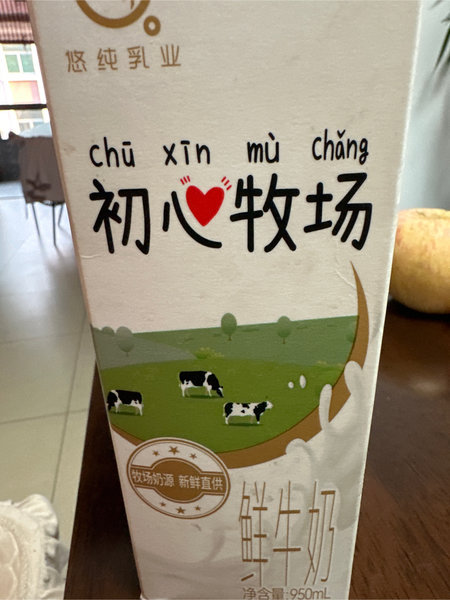 悠纯乳业
chū xīn mù chǎng
初心牧场
牧场奶源 新鲜直供
鲜牛奶
净含量:950mL